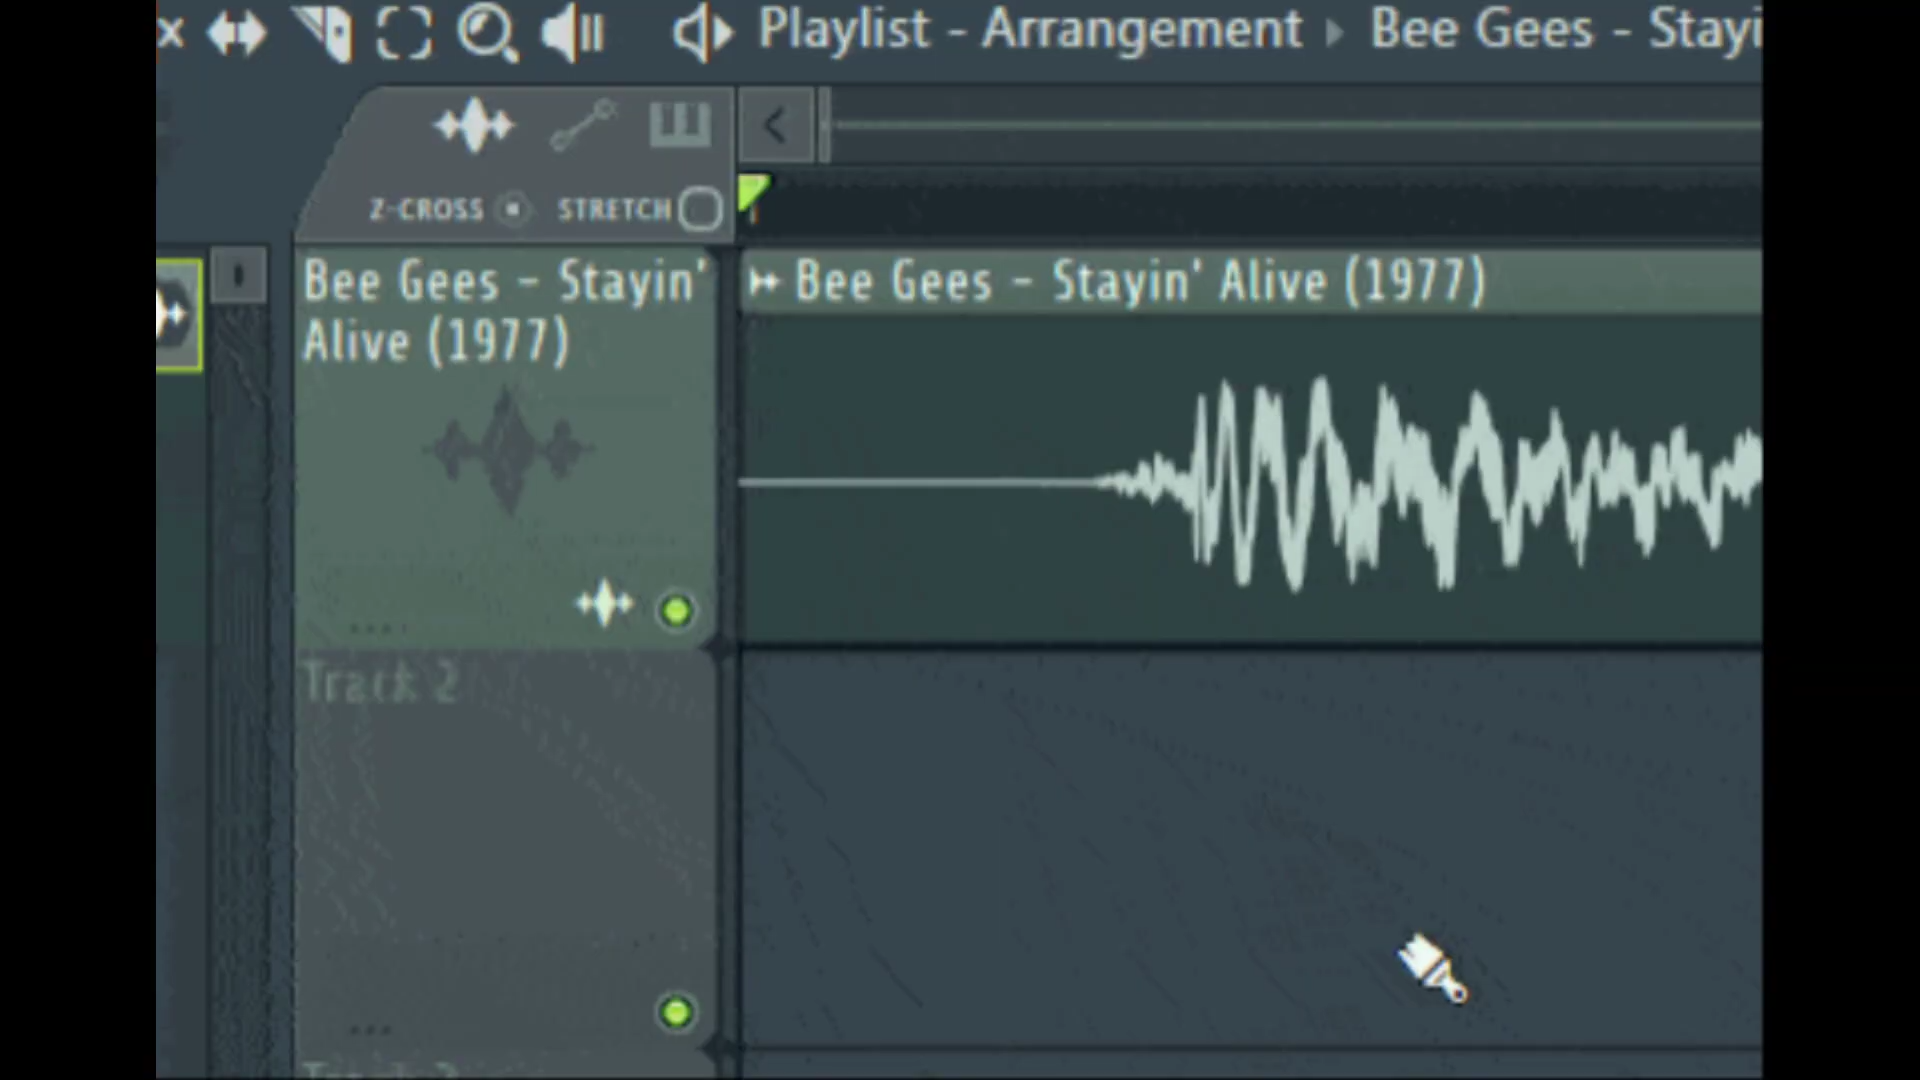 Playlist - Arrangement ▸ Bee Gees - Stayi
Z-CROSS STRETCH
Bee Gees - Stayin'
Alive (1977)
Bee Gees - Stayin' Alive (1977)
Track 2